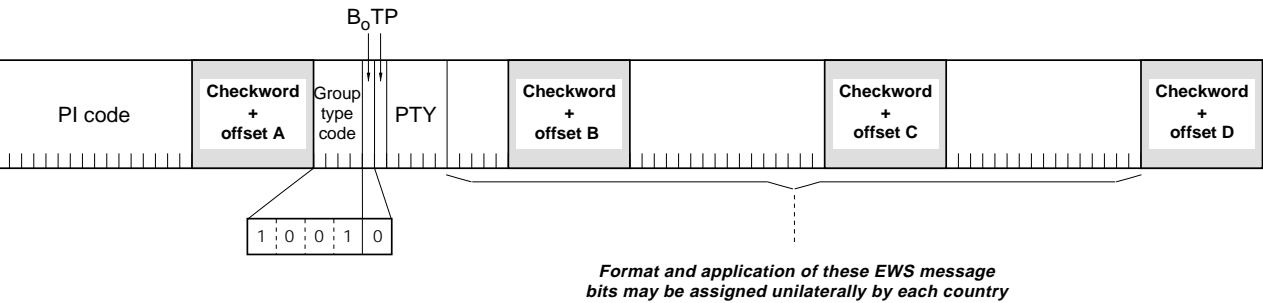 B₀TP
PI code
Checkword
+
offset A
Group
type
code
PTY
Checkword
+
offset B
Checkword
+
offset C
Checkword
+
offset D
1 0 0 1 0
Format and application of these EWS message
bits may be assigned unilaterally by each country